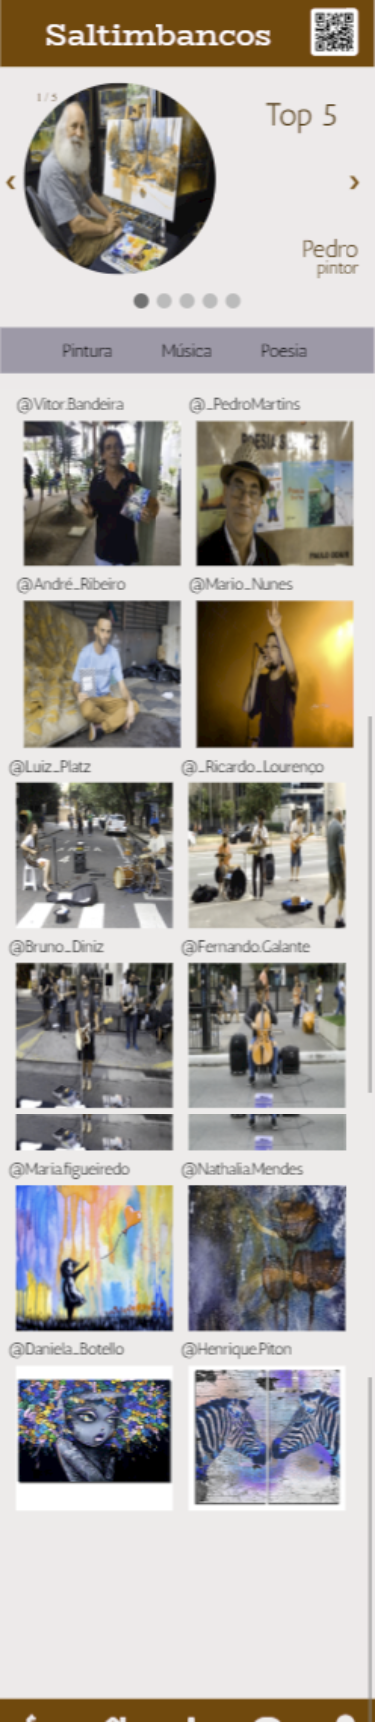 Saltimbancos
1 / 5
Top 5
Pedro
pintor
Pintura Música Poesia
@Vitor.Bandeira @_PedroMartins
PAULO
@André_Ribeiro @Mario_Nunes
@Luiz_Platz @_Ricardo_Lourenço
@Bruno_Diniz @Fernando.Galante
@Maria.figueiredo @Nathalia.Mendes
@Daniela_Botello @Henrique.Piton